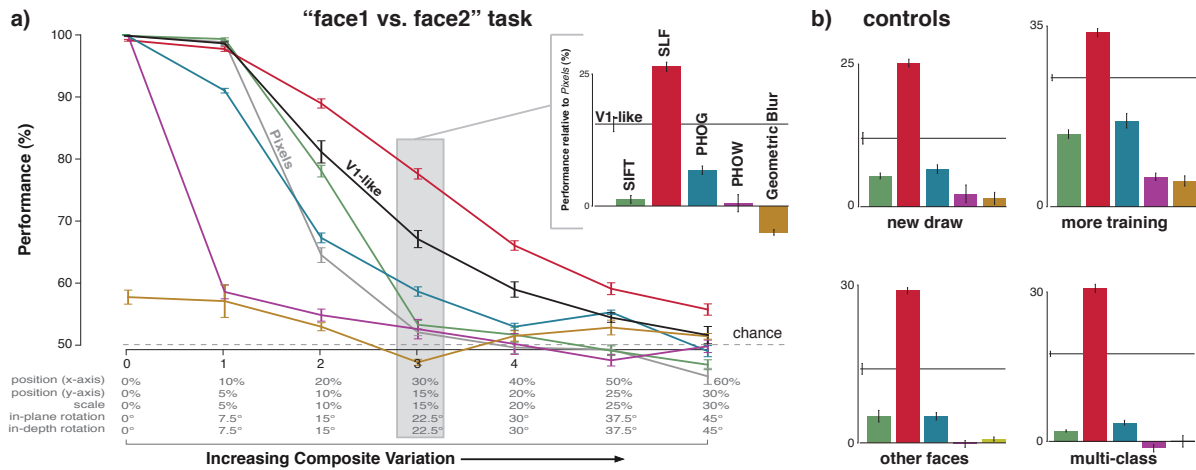 a)
"face1 vs. face2" task
Performance (%)
100
90
80
70
60
50
Pixels
V1-like
chance
0 1 2 3 4 5 6
position (x-axis) 0% 10% 20% 30% 40% 50% 60%
position (y-axis) 0% 5% 10% 15% 20% 25% 30%
scale 0% 5% 10% 15% 20% 25% 30%
in-plane rotation 0° 7.5° 15° 22.5° 30° 37.5° 45°
in-depth rotation 0° 7.5° 15° 22.5° 30° 37.5° 45°
Increasing Composite Variation
Performance relative to Pixels (%)
25
0
V1-like
SIFT
SLF
PHOG
PHOW
Geometric Blur
b)
controls
25
0
new draw
35
0
more training
30
0
other faces
30
0
multi-class